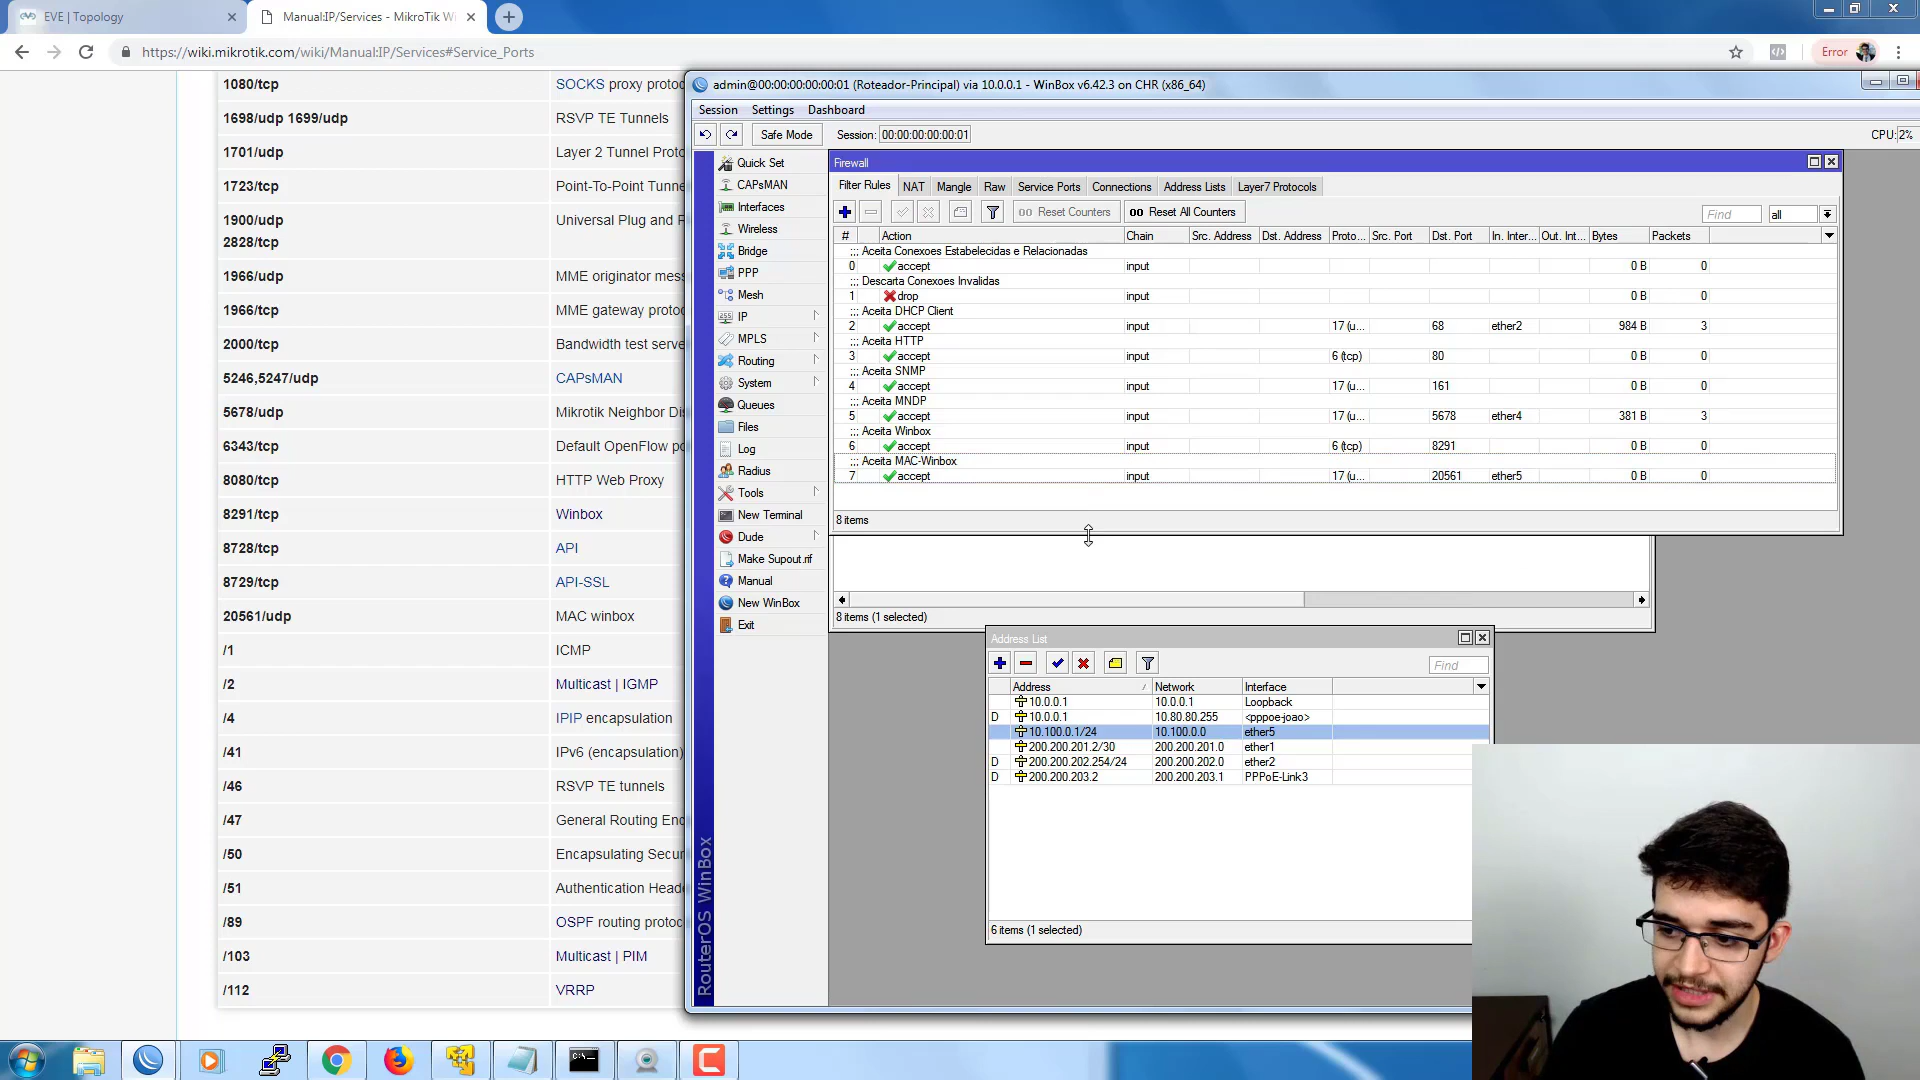 EVE | Topology
Manual:IP/Services - MikroTik Wi
https://wiki.mikrotik.com/wiki/Manual:IP/Services#Service_Ports
Error
1080/tcp SOCKS proxy protoc
1698/udp 1699/udp RSVP TE Tunnels
1701/udp Layer 2 Tunnel Proto
1723/tcp Point-To-Point Tunne
1900/udp Universal Plug and P
2828/tcp
1966/udp MME originator mess
1966/tcp MME gateway protoc
2000/tcp Bandwidth test serve
5246,5247/udp CAPsMAN
5678/udp Mikrotik Neighbor Dis
6343/tcp Default OpenFlow po
8080/tcp HTTP Web Proxy
8291/tcp Winbox
8728/tcp API
8729/tcp API-SSL
20561/udp MAC winbox
/1 ICMP
/2 Multicast | IGMP
/4 IPIP encapsulation
/41 IPv6 (encapsulation)
/46 RSVP TE tunnels
/47 General Routing Enc
/50 Encapsulating Secur
/51 Authentication Heade
/89 OSPF routing protoc
/103 Multicast | PIM
/112 VRRP
admin@00:00:00:00:00:01 (Roteador-Principal) via 10.0.0.1 - WinBox v6.42.3 on CHR (x86_64)
Session Settings Dashboard
Safe Mode Session: 00:00:00:00:00:01 CPU: 2%
Quick Set
CAPsMAN
Interfaces
Wireless
Bridge
PPP
Mesh
IP
MPLS
Routing
System
Queues
Files
Log
Radius
Tools
New Terminal
Dude
Make Supout.rif
Manual
New WinBox
Exit
RouterOS WinBox
Firewall
Filter Rules NAT Mangle Raw Service Ports Connections Address Lists Layer7 Protocols
00 Reset Counters 00 Reset All Counters Find all
# Action Chain Src. Address Dst. Address Proto... Src. Port Dst. Port In. Inter... Out. Int... Bytes Packets
;;; Aceita Conexoes Estabelecidas e Relacionadas
0 accept input 0 B 0
;;; Descarta Conexoes Invalidas
1 drop input 0 B 0
;;; Aceita DHCP Client
2 accept input 17 (u... 68 ether2 984 B 3
;;; Aceita HTTP
3 accept input 6 (tcp) 80 0 B 0
;;; Aceita SNMP
4 accept input 17 (u... 161 0 B 0
;;; Aceita MNDP
5 accept input 17 (u... 5678 ether4 381 B 3
;;; Aceita Winbox
6 accept input 6 (tcp) 8291 0 B 0
;;; Aceita MAC-Winbox
7 accept input 17 (u... 20561 ether5 0 B 0
8 items
8 items (1 selected)
Address List
Find
Address Network Interface
10.0.0.1 10.0.0.1 Loopback
D 10.0.0.1 10.80.80.255 <pppoe-joao>
10.100.0.1/24 10.100.0.0 ether5
200.200.201.2/30 200.200.201.0 ether1
D 200.200.202.254/24 200.200.202.0 ether2
D 200.200.203.2 200.200.203.1 PPPoE-Link3
6 items (1 selected)